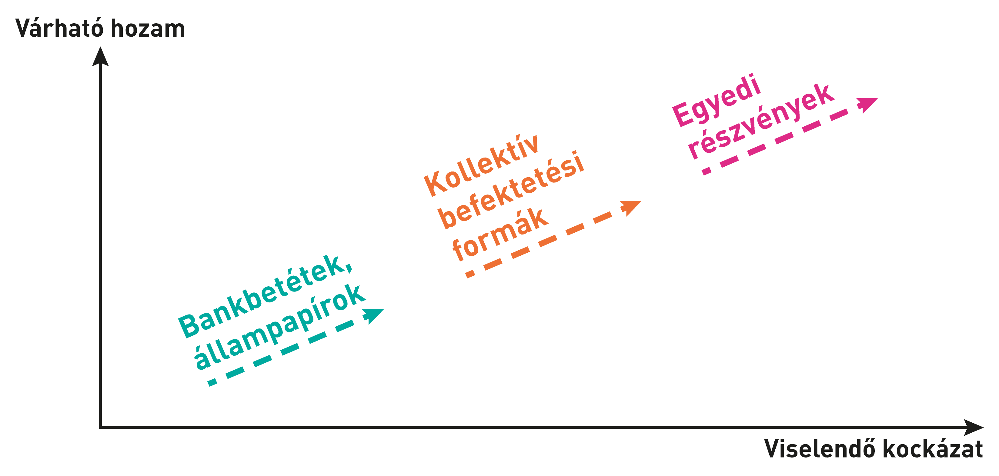 Várható hozam
Egyedi
részvények
Kollektív
befektetési
formák
Bankbetétek,
állampapírok
Viselendő kockázat